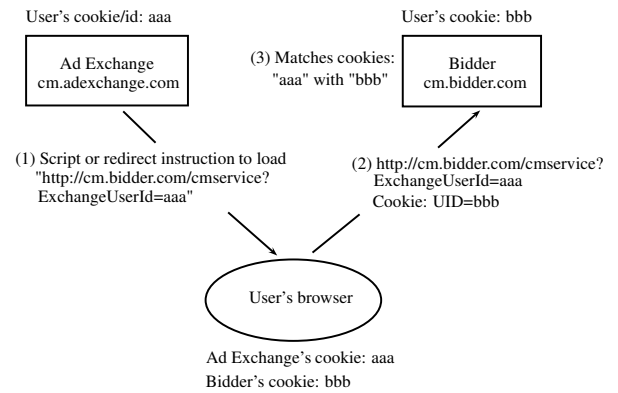 User's cookie/id: aaa
User's cookie: bbb
Ad Exchange
cm.adexchange.com
(3) Matches cookies:
"aaa" with "bbb"
Bidder
cm.bidder.com
(1) Script or redirect instruction to load
"http://cm.bidder.com/cmservice?
ExchangeUserId=aaa"
(2) http://cm.bidder.com/cmservice?
ExchangeUserId=aaa
Cookie: UID=bbb
User's browser
Ad Exchange's cookie: aaa
Bidder's cookie: bbb